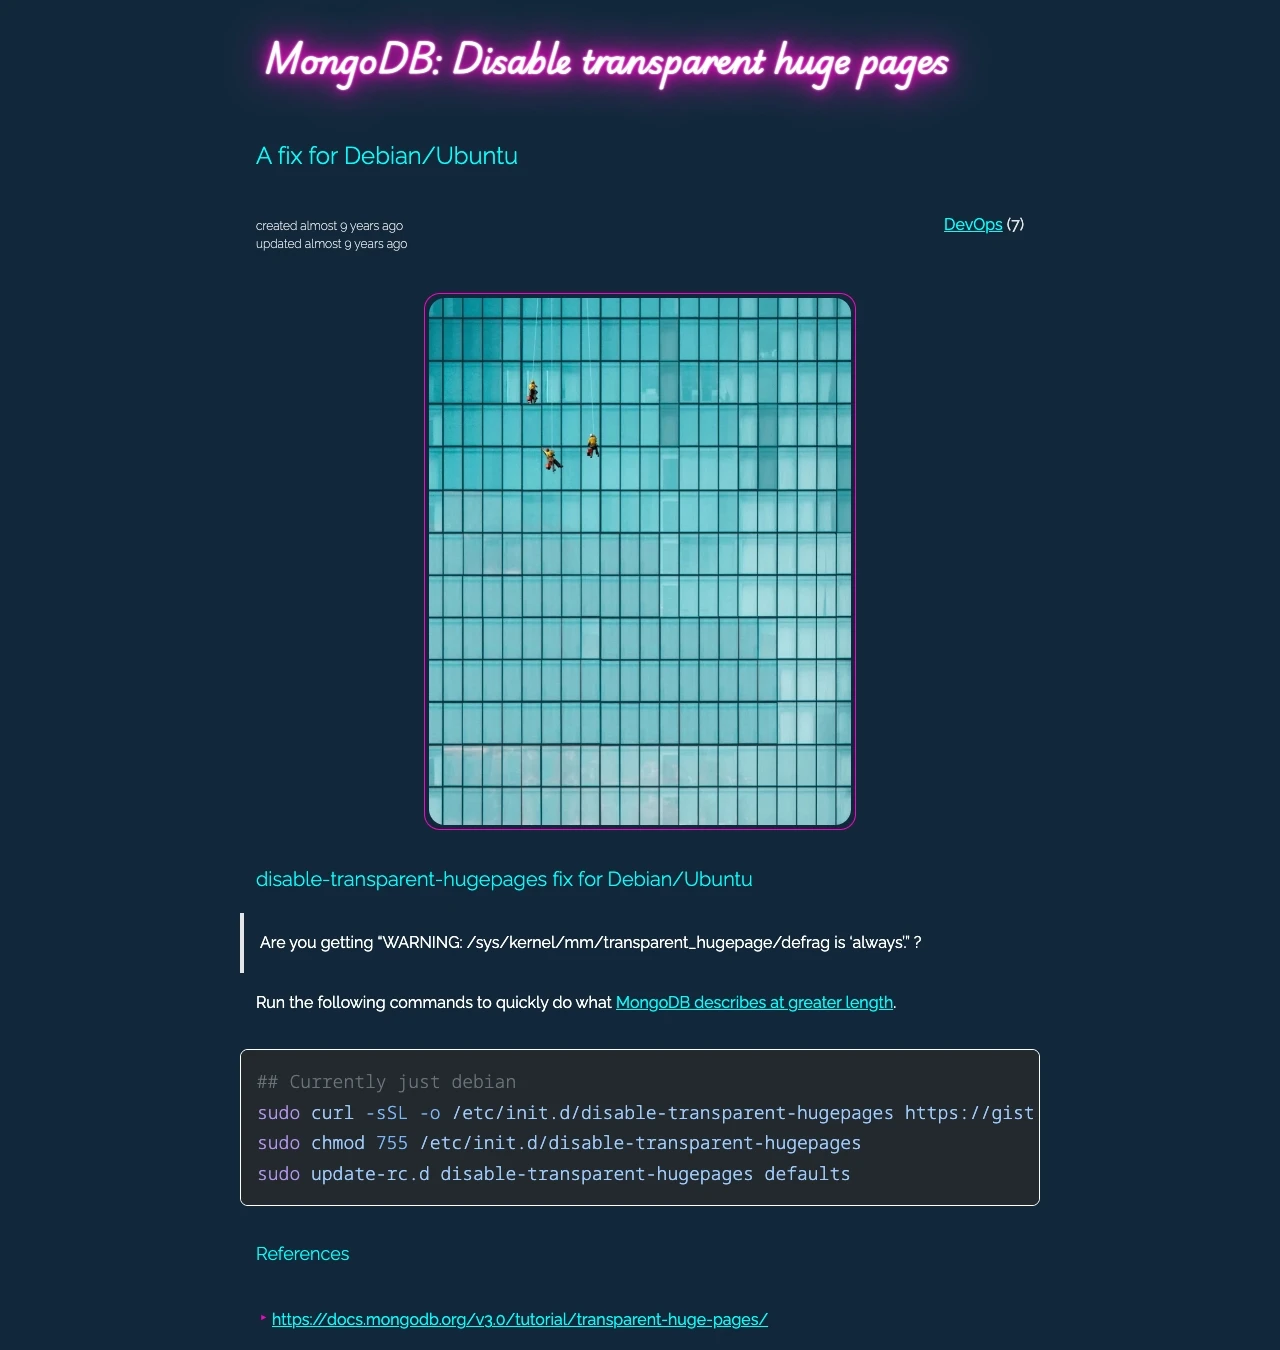 MongoDB: Disable transparent huge pages
A fix for Debian/Ubuntu
created almost 9 years ago
updated almost 9 years ago
DevOps (7)
disable-transparent-hugepages fix for Debian/Ubuntu
Are you getting “WARNING: /sys/kernel/mm/transparent_hugepage/defrag is ‘always’.” ?
Run the following commands to quickly do what MongoDB describes at greater length.
## Currently just debian
sudo curl -sSL -o /etc/init.d/disable-transparent-hugepages https://gist
sudo chmod 755 /etc/init.d/disable-transparent-hugepages
sudo update-rc.d disable-transparent-hugepages defaults
References
‣ https://docs.mongodb.org/v3.0/tutorial/transparent-huge-pages/